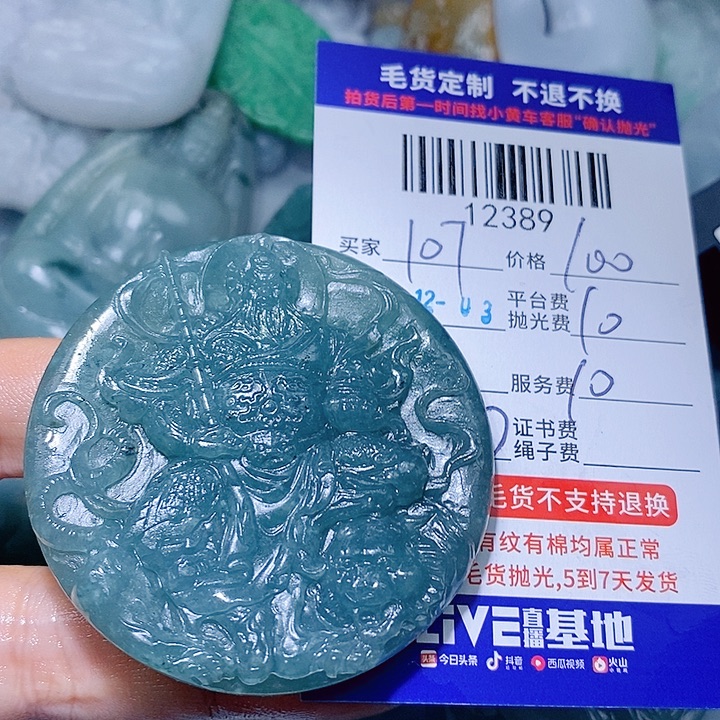 毛货定制 不退不换
拍货后第一时间找小黄车客服"确认抛光"
12389
买家 107 价格 100
12-43 平台费
抛光费 10
服务费 10
证书费
绳子费
毛货不支持退换
有纹有棉均属正常
毛货抛光,5到7天发货
LIVE直播基地
头条 今日头条 抖音 西瓜视频 火山